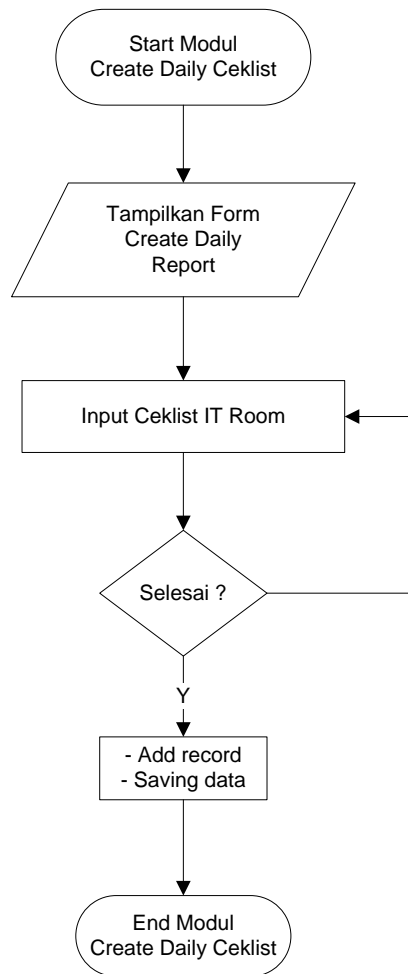 Start Modul
Create Daily Ceklist
Tampilkan Form
Create Daily
Report
Input Ceklist IT Room
Selesai ?
Y
- Add record
- Saving data
End Modul
Create Daily Ceklist